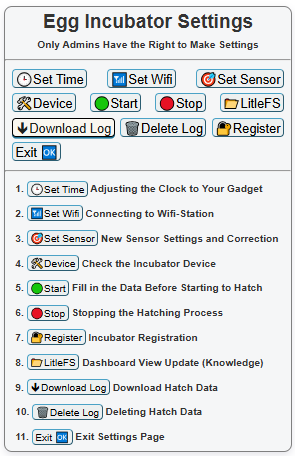 Egg Incubator Settings
Only Admins Have the Right to Make Settings
Set Time Set Wifi Set Sensor
Device Start Stop LitleFS
Download Log Delete Log Register
Exit OK
1. Set Time Adjusting the Clock to Your Gadget
2. Set Wifi Connecting to Wifi-Station
3. Set Sensor New Sensor Settings and Correction
4. Device Check the Incubator Device
5. Start Fill in the Data Before Starting to Hatch
6. Stop Stopping the Hatching Process
7. Register Incubator Registration
8. LitleFS Dashboard View Update (Knowledge)
9. Download Log Download Hatch Data
10. Delete Log Deleting Hatch Data
11. Exit OK Exit Settings Page